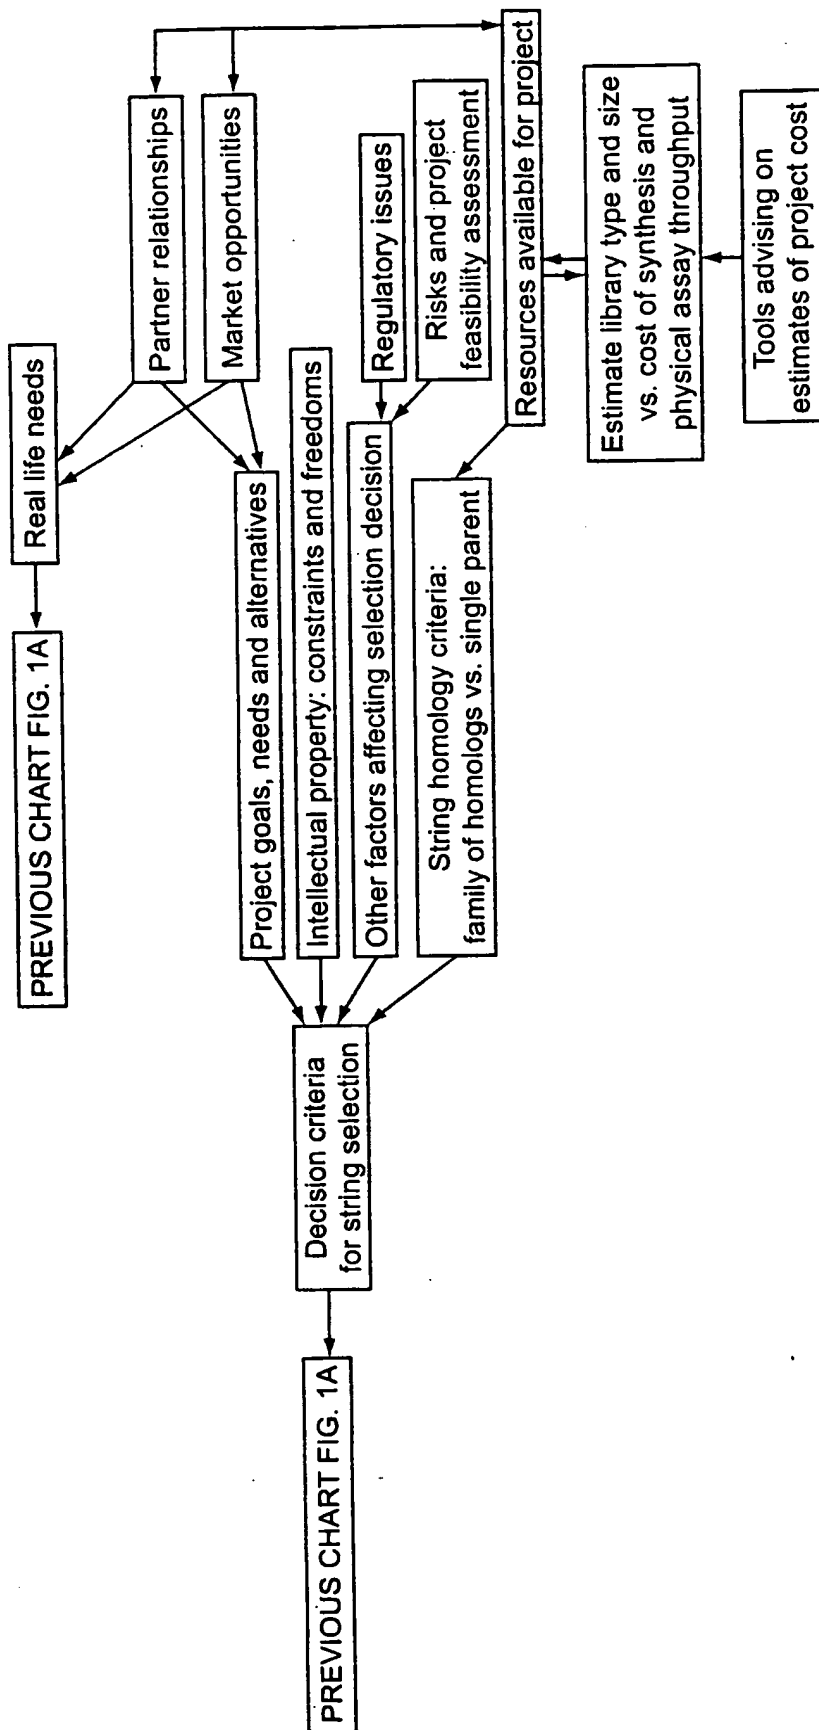 PREVIOUS CHART FIG. 1A
Real life needs
Partner relationships
Market opportunities
Project goals, needs and alternatives
Intellectual property: constraints and freedoms
Regulatory issues
Other factors affecting selection decision
Risks and project
feasibility assessment
PREVIOUS CHART FIG. 1A
Decision criteria
for string selection
String homology criteria:
family of homologs vs. single parent
Resources available for project
Estimate library type and size
vs. cost of synthesis and
physical assay throughput
Tools advising on
estimates of project cost